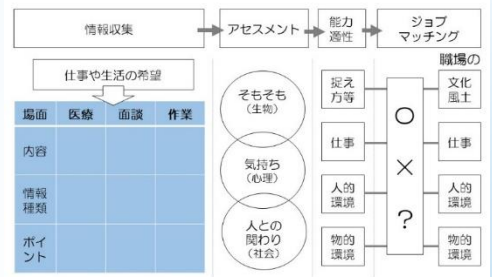 情報収集
アセスメント
能力
適性
ジョブ
マッチング
仕事や生活の希望
場面 医療 面談 作業
内容
情報
種類
ポイ
ント
そもそも
(生物)
気持ち
(心理)
人との
関わり
(社会)
捉え
方等
仕事
人的
環境
物的
環境
○
×
?
職場の
文化
風土
仕事
人的
環境
物的
環境